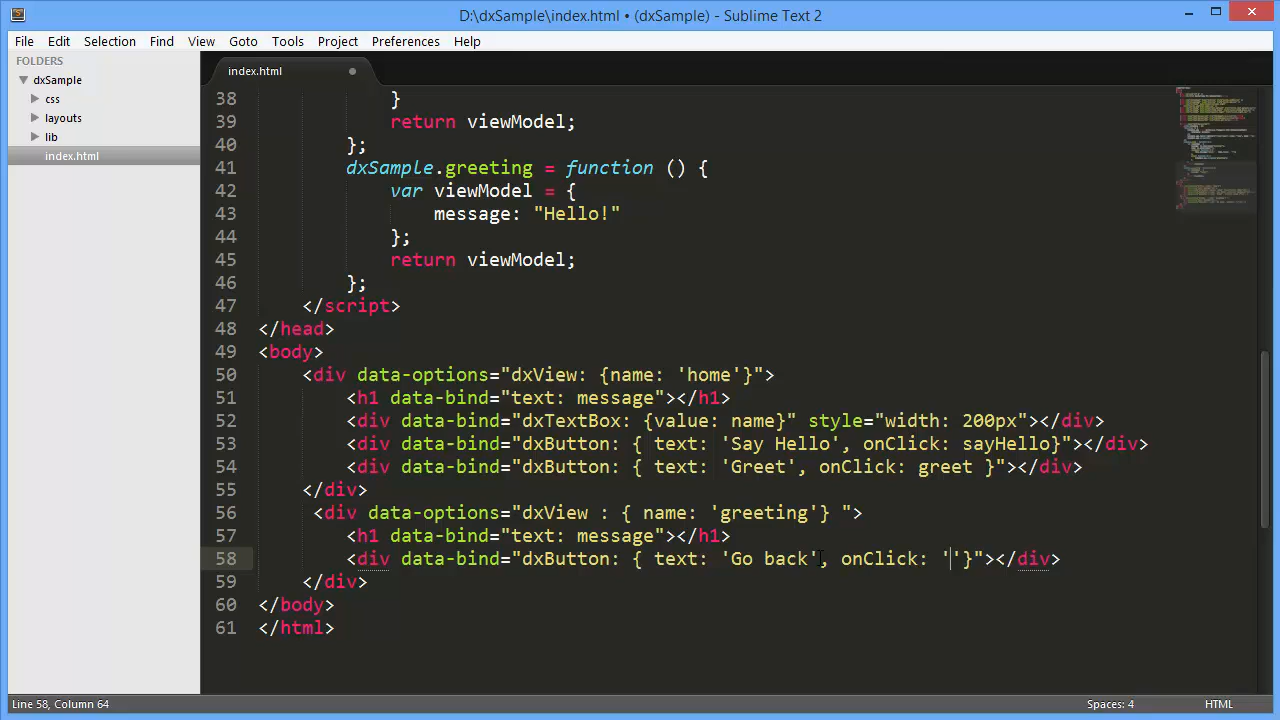 D:\dxSample\index.html • (dxSample) - Sublime Text 2
File Edit Selection Find View Goto Tools Project Preferences Help
FOLDERS
dxSample
css
layouts
lib
index.html
index.html
38 }
39 return viewModel;
40 };
41 dxSample.greeting = function () {
42 var viewModel = {
43 message: "Hello!"
44 };
45 return viewModel;
46 };
47 </script>
48 </head>
49 <body>
50 <div data-options="dxView: {name: 'home'}">
51 <h1 data-bind="text: message"></h1>
52 <div data-bind="dxTextBox: {value: name}" style="width: 200px"></div>
53 <div data-bind="dxButton: { text: 'Say Hello', onClick: sayHello}"></div>
54 <div data-bind="dxButton: { text: 'Greet', onClick: greet }"></div>
55 </div>
56 <div data-options="dxView : { name: 'greeting'} ">
57 <h1 data-bind="text: message"></h1>
58 <div data-bind="dxButton: { text: 'Go back', onClick: ''}"></div>
59 </div>
60 </body>
61 </html>
Line 58, Column 64
Spaces: 4
HTML